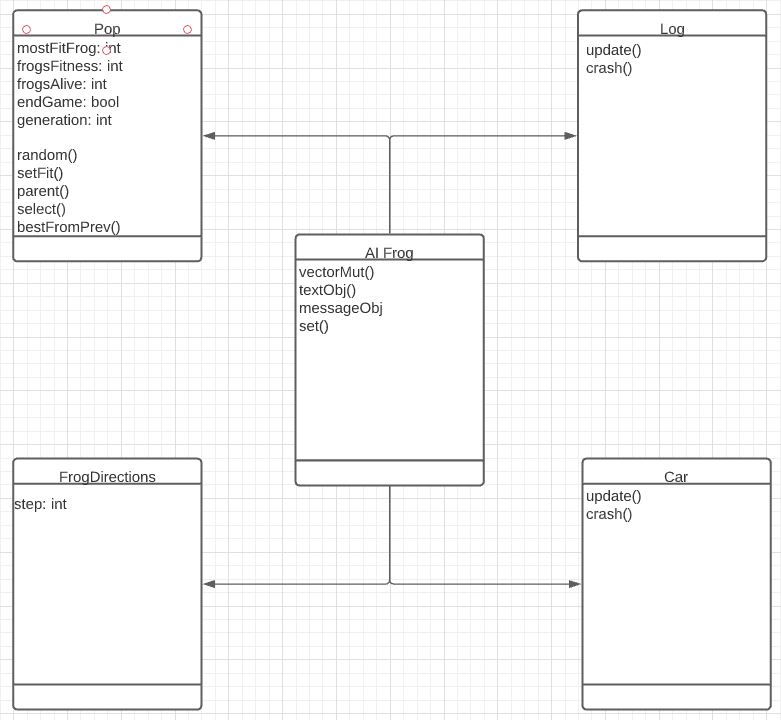 Pop
mostFitFrog: int
frogsFitness: int
frogsAlive: int
endGame: bool
generation: int
random()
setFit()
parent()
select()
bestFromPrev()
Log
update()
crash()
AI Frog
vectorMut()
textObj()
messageObj
set()
FrogDirections
step: int
Car
update()
crash()